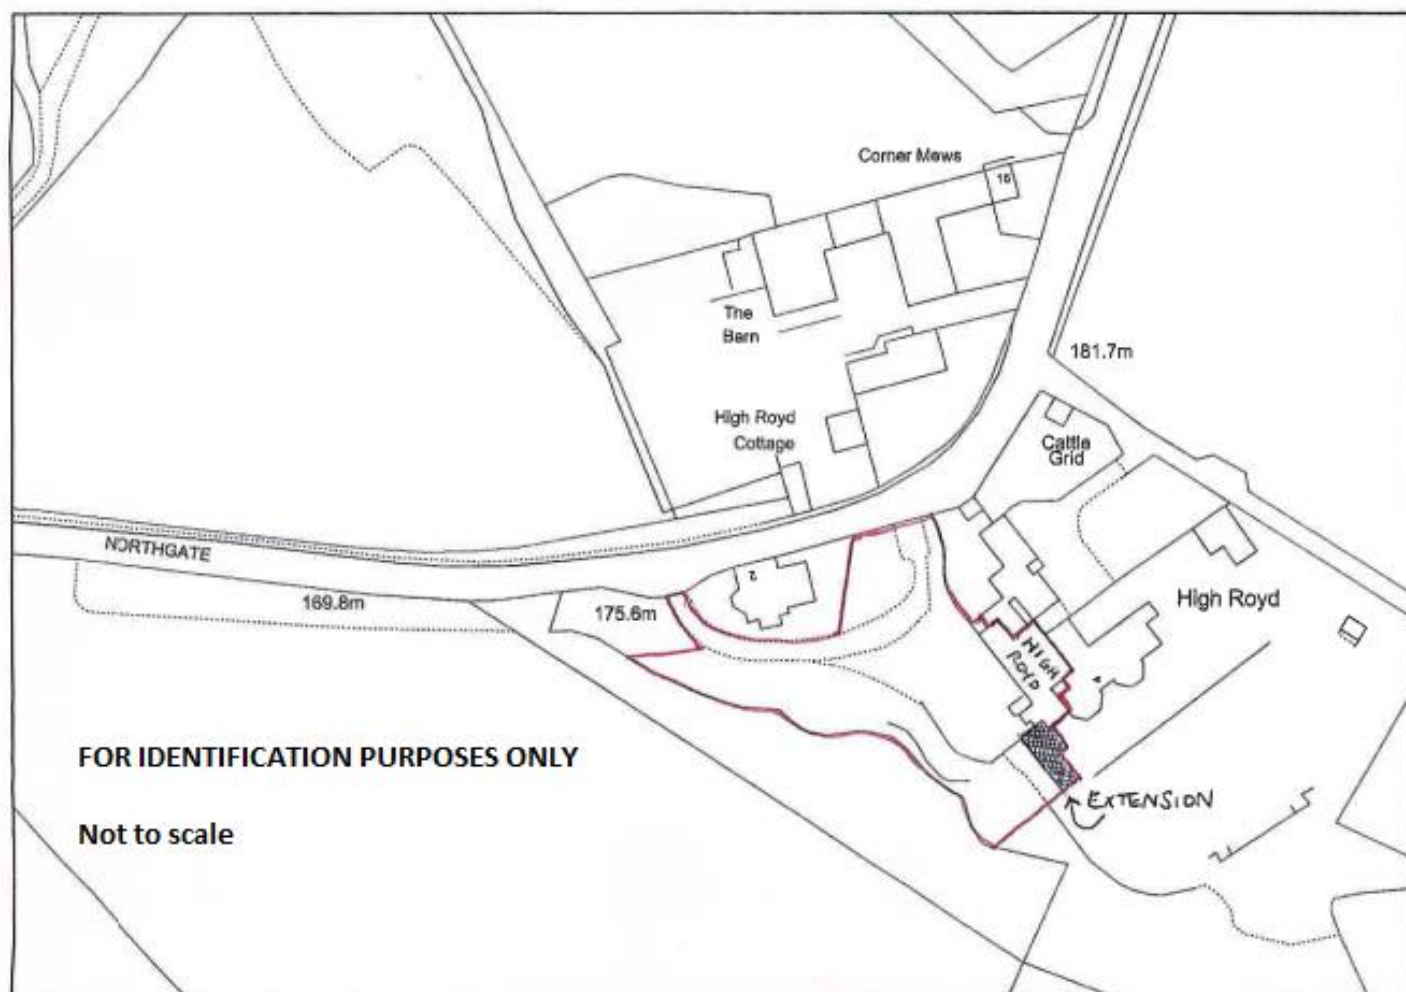 Corner Mews
16
The
Barn
181.7m
High Royd
Cottage
Cattle
Grid
NORTHGATE
2
169.8m
175.6m
High Royd
HIGH
ROYD
FOR IDENTIFICATION PURPOSES ONLY
EXTENSION
Not to scale